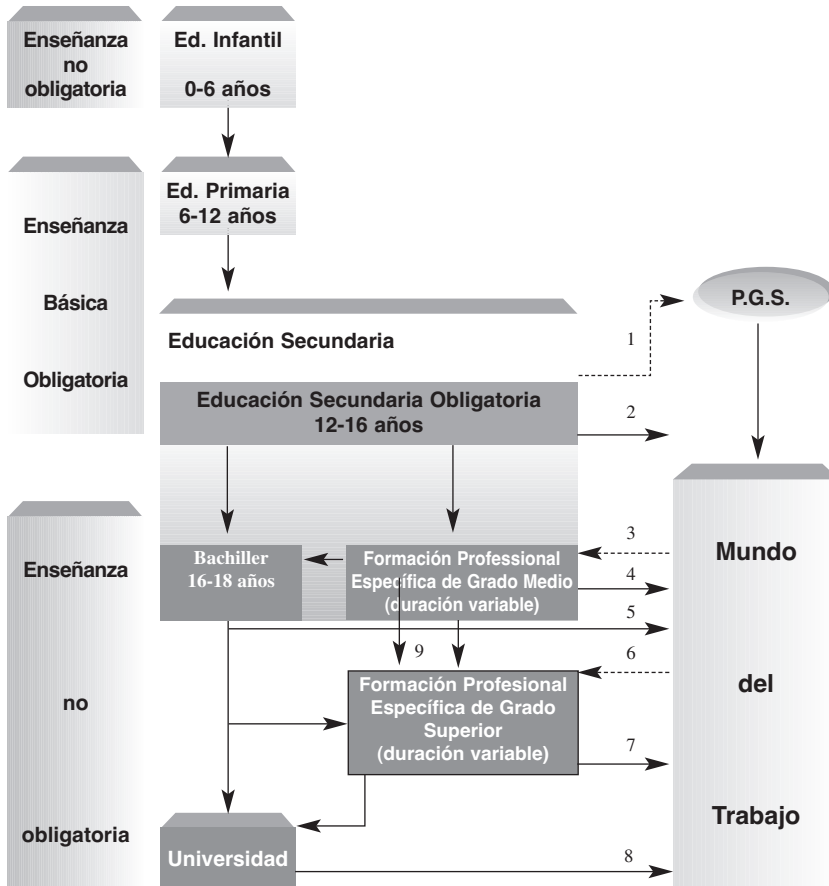 Enseñanza
no
obligatoria
Ed. Infantil
0-6 años
Enseñanza
Básica
Obligatoria
Ed. Primaria
6-12 años
Educación Secundaria
Educación Secundaria Obligatoria
12-16 años
1
P.G.S.
2
Enseñanza
no
obligatoria
Bachiller
16-18 años
Formación Professional
Específica de Grado Medio
(duración variable)
3
4
5
9
6
Formación Profesional
Específica de Grado
Superior
(duración variable)
7
Universidad
8
Mundo
del
Trabajo